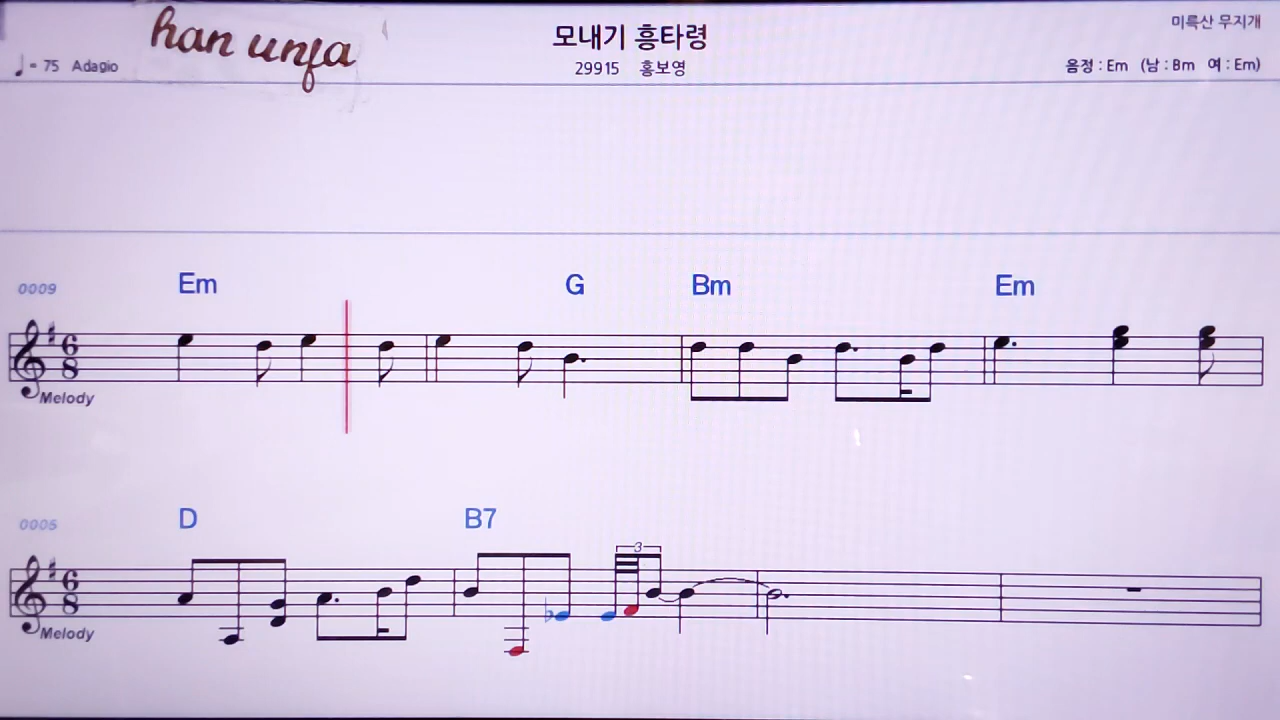 han unfa
모내기 흥타령
미륵산 무지개
♩= 75 Adagio
29915 홍보영
음정 : Em (남 : Bm 여 : Em)
0009
Em G Bm Em
6
8
Melody
0005
D B7
3
6
8
Melody